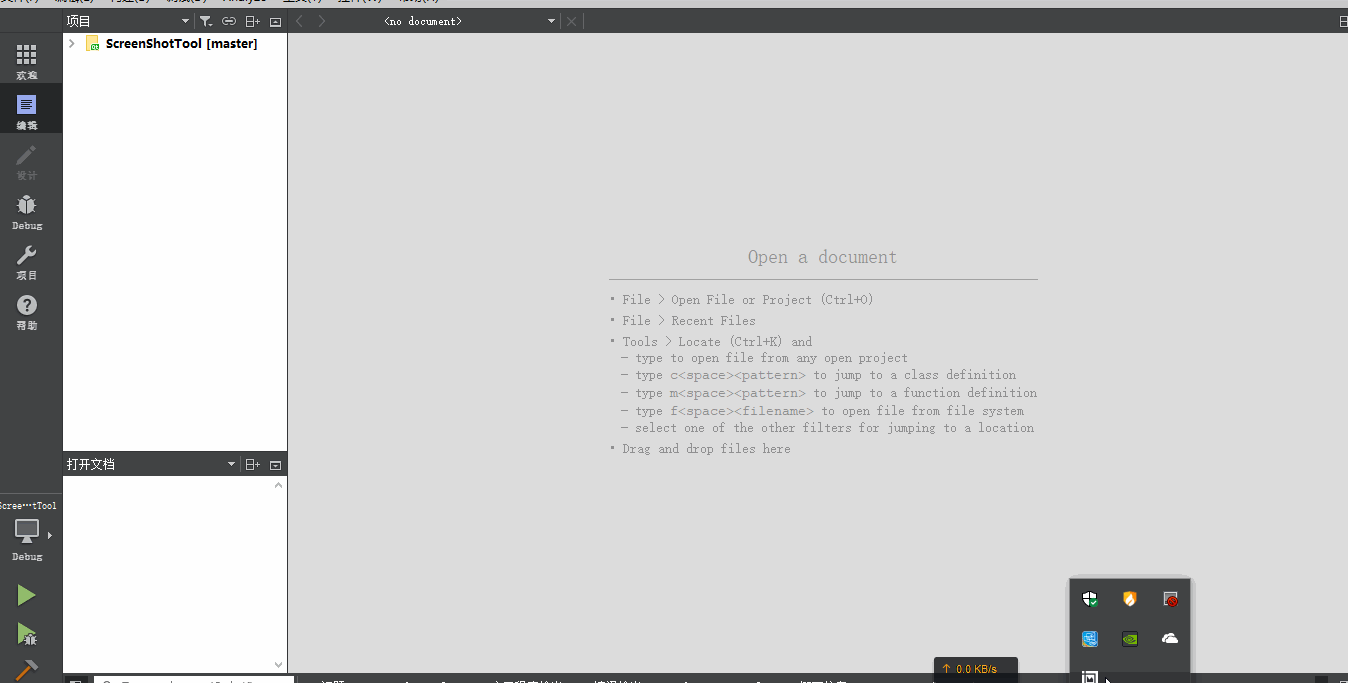 项目
<no document>
ScreenShotTool [master]
欢迎
编辑
设计
Debug
项目
帮助
Open a document
• File > Open File or Project (Ctrl+O)
• File > Recent Files
• Tools > Locate (Ctrl+K) and
– type to open file from any open project
– type c<space><pattern> to jump to a class definition
– type m<space><pattern> to jump to a function definition
– type f<space><filename> to open file from file system
– select one of the other filters for jumping to a location
• Drag and drop files here
打开文档
Scree…tTool
Debug
↑ 0.0 KB/s